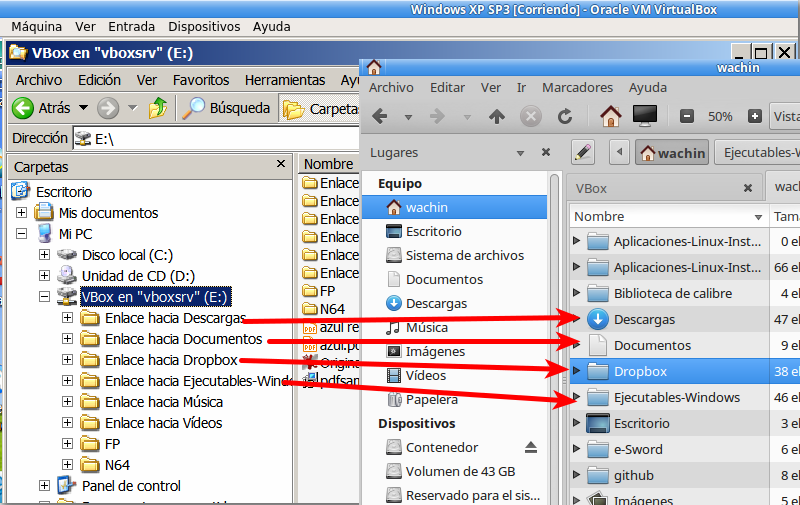 Windows XP SP3 [Corriendo] - Oracle VM VirtualBox
Máquina Ver Entrada Dispositivos Ayuda
VBox en "vboxsrv" (E:)
Archivo Edición Ver Favoritos Herramientas
Atrás Búsqueda Carpetas
Dirección E:\
Carpetas
Escritorio
Mis documentos
Mi PC
Disco local (C:)
Unidad de CD (D:)
VBox en "vboxsrv" (E:)
Enlace hacia Descargas
Enlace hacia Documentos
Enlace hacia Dropbox
Enlace hacia Ejecutables-Wind
Enlace hacia Música
Enlace hacia Vídeos
FP
N64
Panel de control
Nombre
Enlace
Enlace
Enlace
Enlace
Enlace
Enlace
FP
N64
azul re
azul.po
Origin
pdfsan
wachin
Archivo Editar Ver Ir Marcadores Ayuda
50% Vista
Lugares
wachin Ejecutables-W
Equipo
wachin
Escritorio
Sistema de archivos
Documentos
Descargas
Música
Imágenes
Vídeos
Papelera
Dispositivos
Contenedor
Volumen de 43 GB
Reservado para el sis...
VBox wach
Nombre Tama
Aplicaciones-Linux-Inst... 0 el
Aplicaciones-Linux-Inst... 66 el
Biblioteca de calibre 4 el
Descargas 47 el
Documentos 9 el
Dropbox 38 el
Ejecutables-Windows 46 el
Escritorio 3 el
e-Sword 6 el
github 8 el
Imágenes